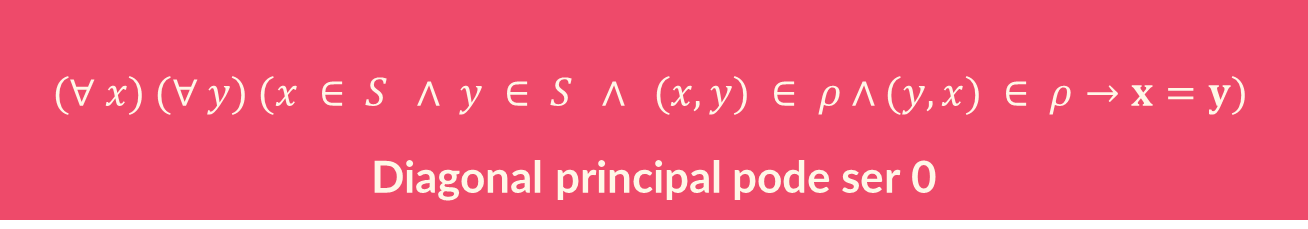 (∀ x) (∀ y) (x ∈ S ∧ y ∈ S ∧ (x, y) ∈ ρ ∧ (y, x) ∈ ρ → x = y)
Diagonal principal pode ser 0